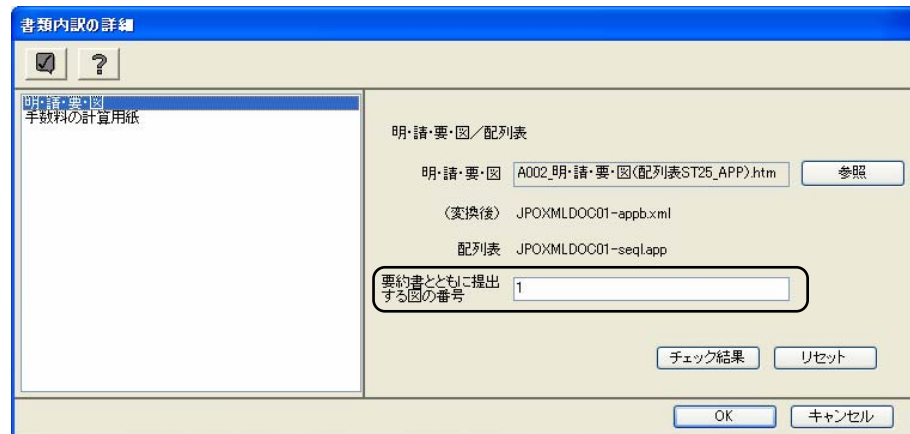 書類内訳の詳細
?
明・請・要・図
手数料の計算用紙
明・請・要・図／配列表
明・請・要・図 A002_明・請・要・図(配列表ST25_APP).htm 参照
(変換後) JPOXMLDOC01-appb.xml
配列表 JPOXMLDOC01-seql.app
要約書とともに提出
する図の番号
1
チェック結果 リセット
OK キャンセル